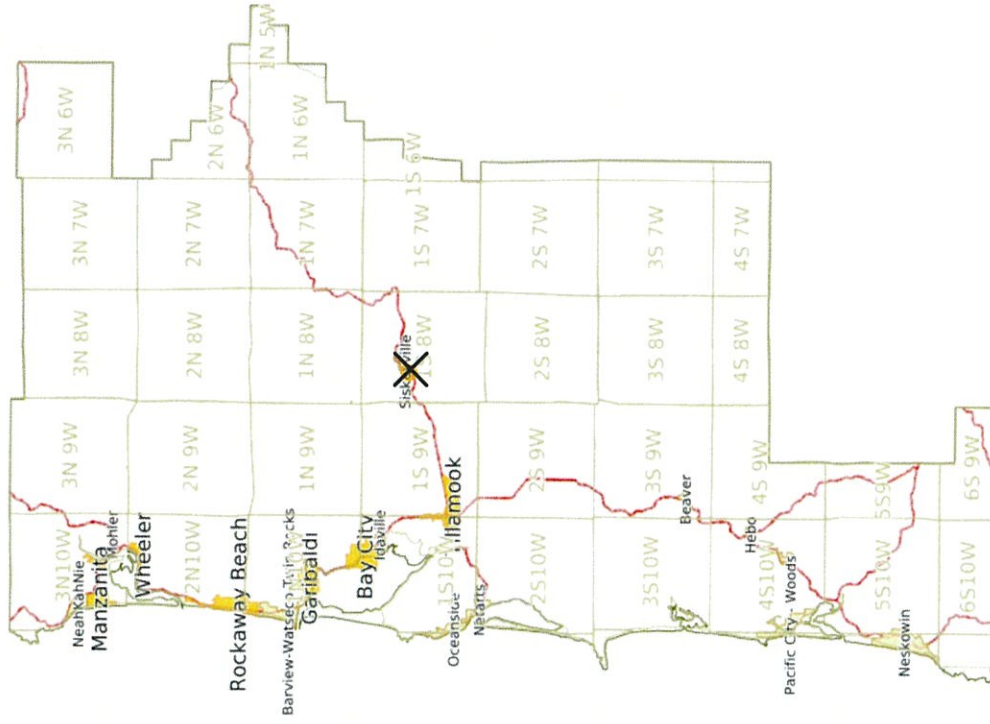 3N 6W
3N 7W
3N 8W
3N 9W
3N10W
NeahKahNie
Manzanita
Mohler
Wheeler
1N 5W
2N 6W
2N 7W
2N 8W
2N 9W
2N10W
Rockaway Beach
1N 6W
1N 7W
1N 8W
1N 9W
Barview-Watseco-Twin Rocks
Garibaldi
Bay City
Idaville
1S 6W
1S 7W
1S 8W
1S 9W
1S10W
Tillamook
Oceanside
Netarts
2S 7W
2S 8W
2S 9W
2S10W
3S 7W
3S 8W
3S 9W
3S10W
Beaver
4S 7W
4S 8W
4S 9W
4S10W
Hebo
Pacific City - Woods
5S9W
5S10W
Neskowin
6S 9W
6S10W